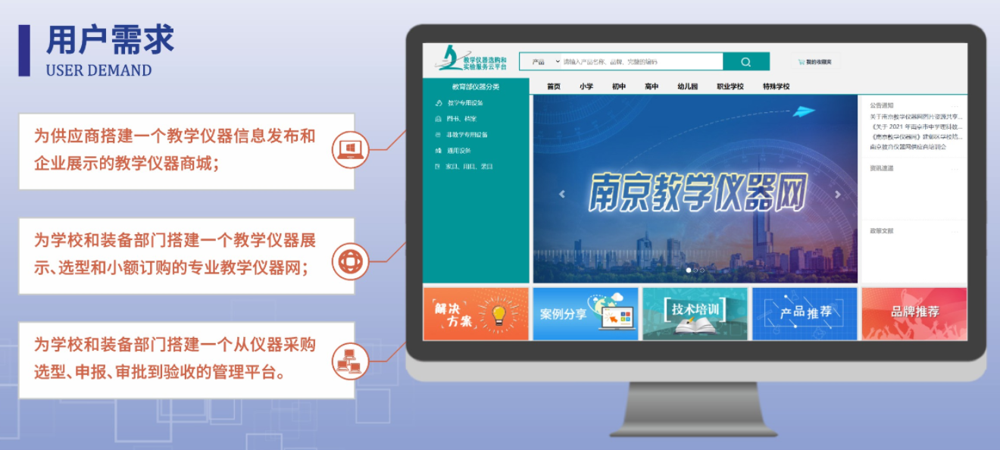 用户需求
USER DEMAND
为供应商搭建一个教学仪器信息发布和
企业展示的教学仪器商城；
为学校和装备部门搭建一个教学仪器展
示、选型和小额订购的专业教学仪器网；
为学校和装备部门搭建一个从仪器采购
选型、申报、审批到验收的管理平台。
教学仪器选购和
实验服务云平台
产品
请输入产品名称、品牌、完整的编码
我的收藏夹
教育部仪器分类
首页 小学 初中 高中 幼儿园 职业学校 特殊学校
教学专用设备
图书、档案
非教学专用设备
通用设备
家具、用具、装具
南京教学仪器网
公告通知
关于南京教学仪器网图片资源共享...
《关于 2021 年南京市中学理科教...
《南京教学仪器网》建邺区学校培...
南京教育仪器网供应商培训会
资讯速递
政策文献
解决
方案
案例分享
技术培训
产品推荐
品牌推荐